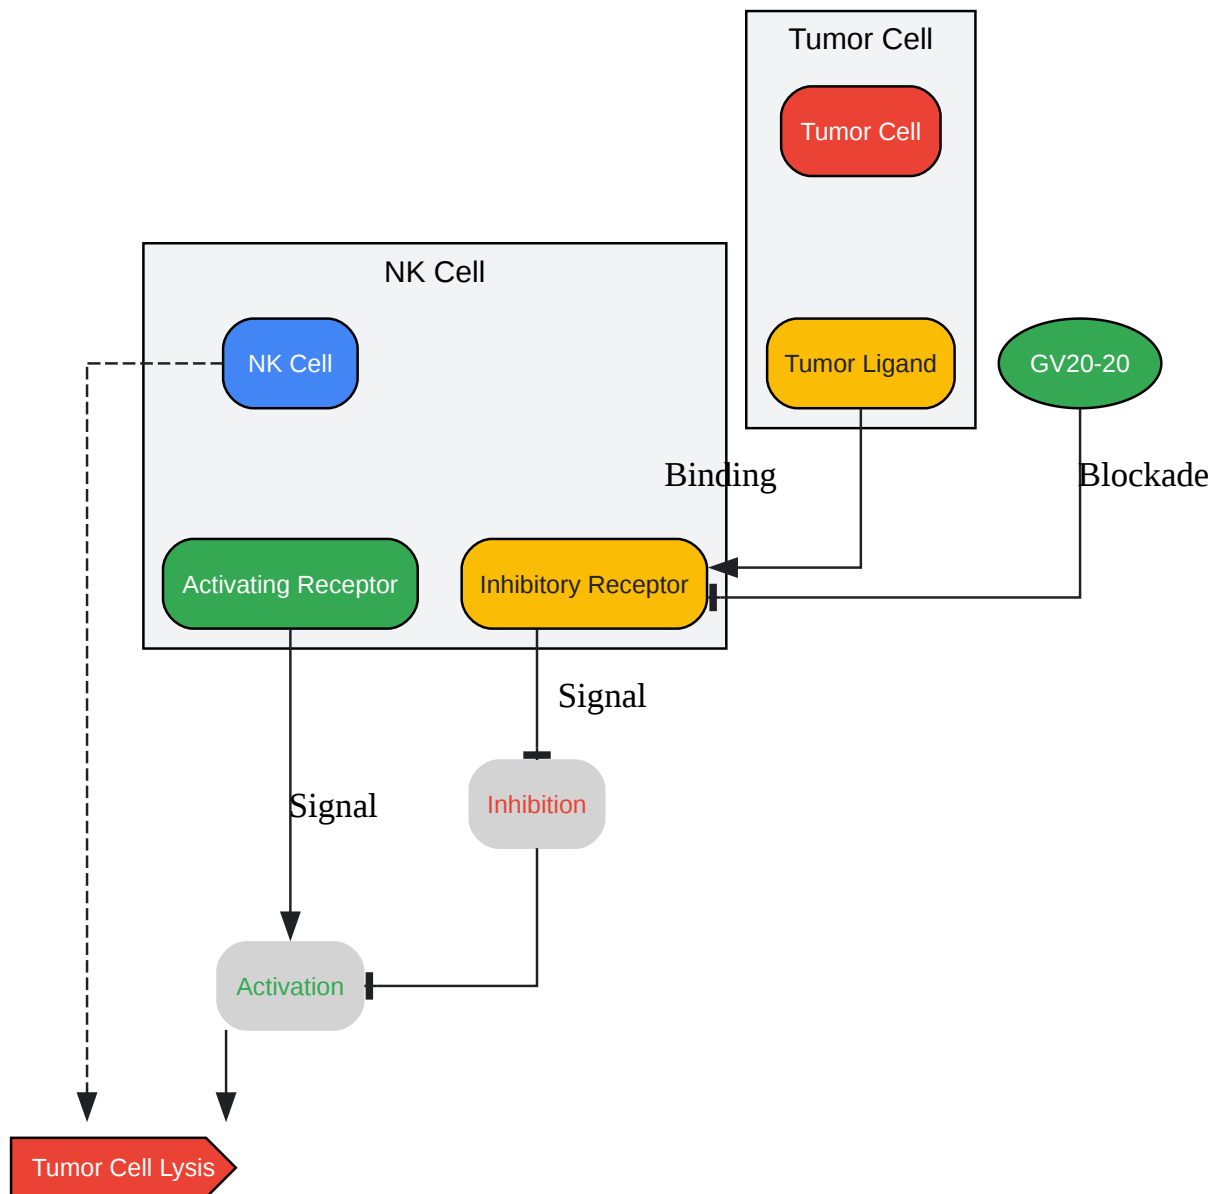 Tumor Cell
Tumor Cell
NK Cell
NK Cell
Tumor Ligand
GV20-20
Binding
Blockade
Activating Receptor
Inhibitory Receptor
Signal
Signal
Inhibition
Activation
Tumor Cell Lysis